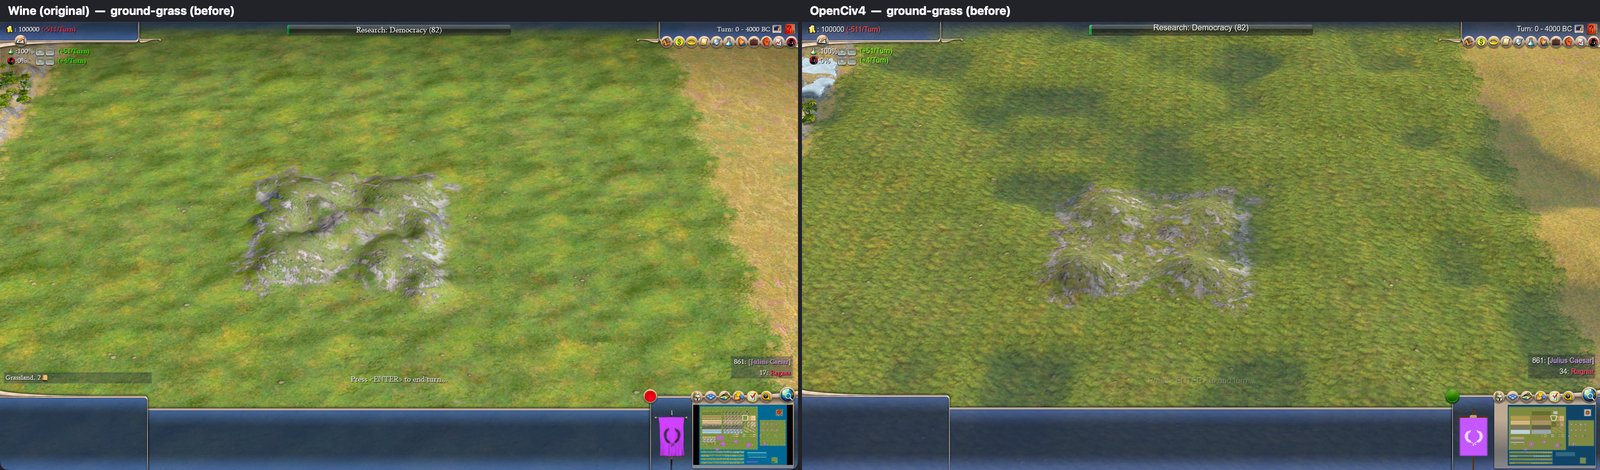 Wine (original) — ground-grass (before)
: 100000 (-511/Turn)
Research: Democracy (82)
Turn: 0 - 4000 BC
:100% (+51/Turn)
:0% (+4/Turn)
861: [Julius Caesar]
17: Ragnar
Grassland, 2
Press <ENTER> to end turn...
OpenCiv4 — ground-grass (before)
: 100000 (-511/Turn)
Research: Democracy (82)
Turn: 0 - 4000 BC
:100% (+51/Turn)
:0% (+4/Turn)
861: [Julius Caesar]
34: Ragnar